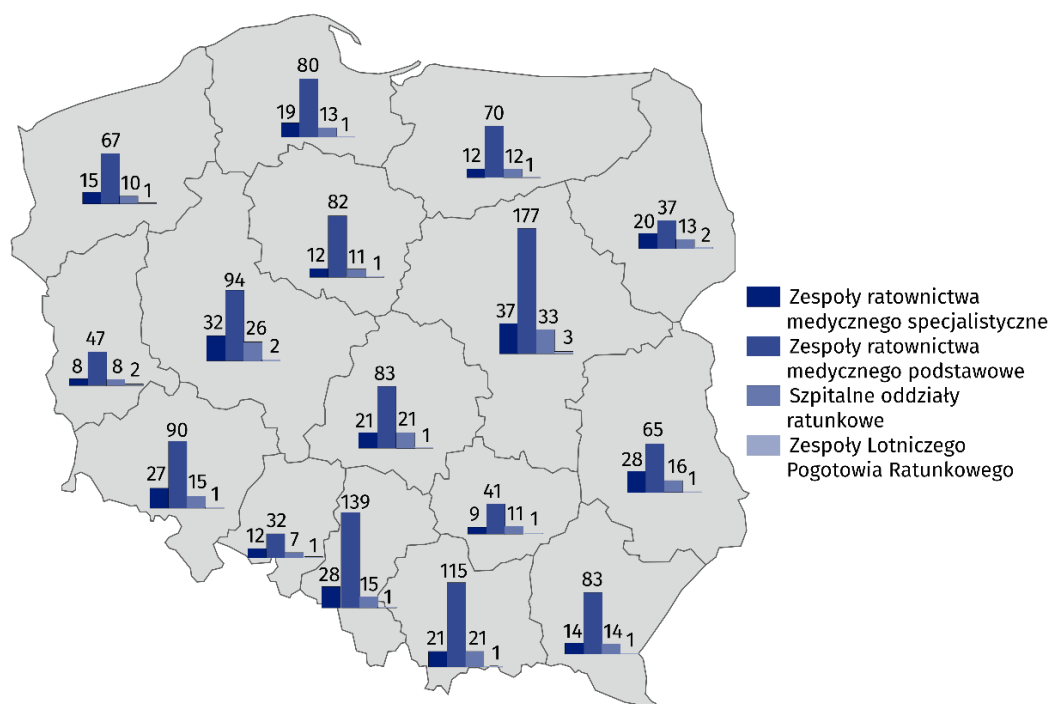 80
19 13 1
70
12 12 1
67
15 10 1
82
12 11 1
177
37 33 3
37
20 13 2
94
32 26 2
47
8 8 2
83
21 21 1
90
27 15 1
65
28 16 1
32
12 7 1
139
28 15 1
41
9 11 1
115
21 21 1
83
14 14 1
Zespoły ratownictwa
medycznego specjalistyczne
Zespoły ratownictwa
medycznego podstawowe
Szpitalne oddziały
ratunkowe
Zespoły Lotniczego
Pogotowia Ratunkowego